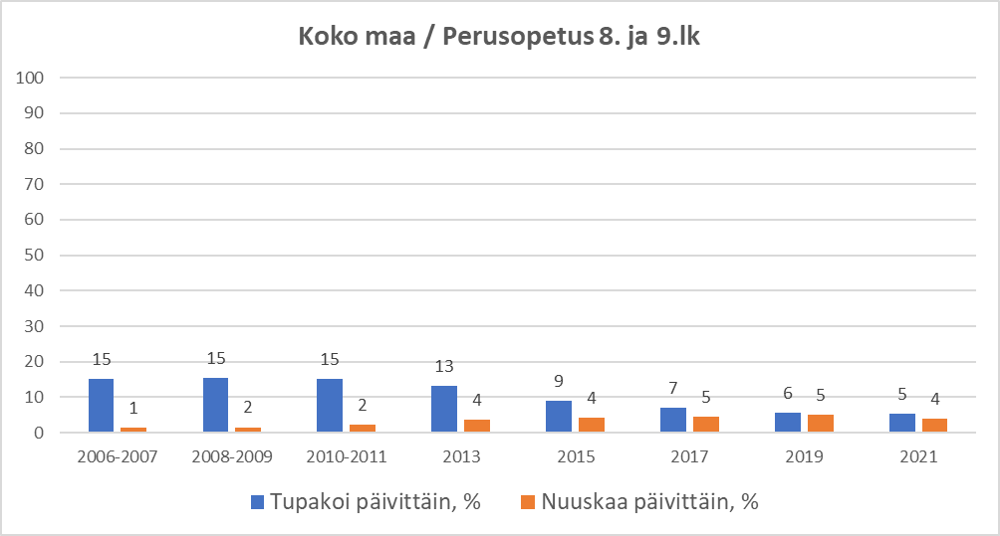 Koko maa / Perusopetus 8. ja 9.lk
100
90
80
70
60
50
40
30
20
10
0
15 1 15 2 15 2 13 4 9 4 7 5 6 5 5 4
2006-2007 2008-2009 2010-2011 2013 2015 2017 2019 2021
Tupakoi päivittäin, % Nuuskaa päivittäin, %